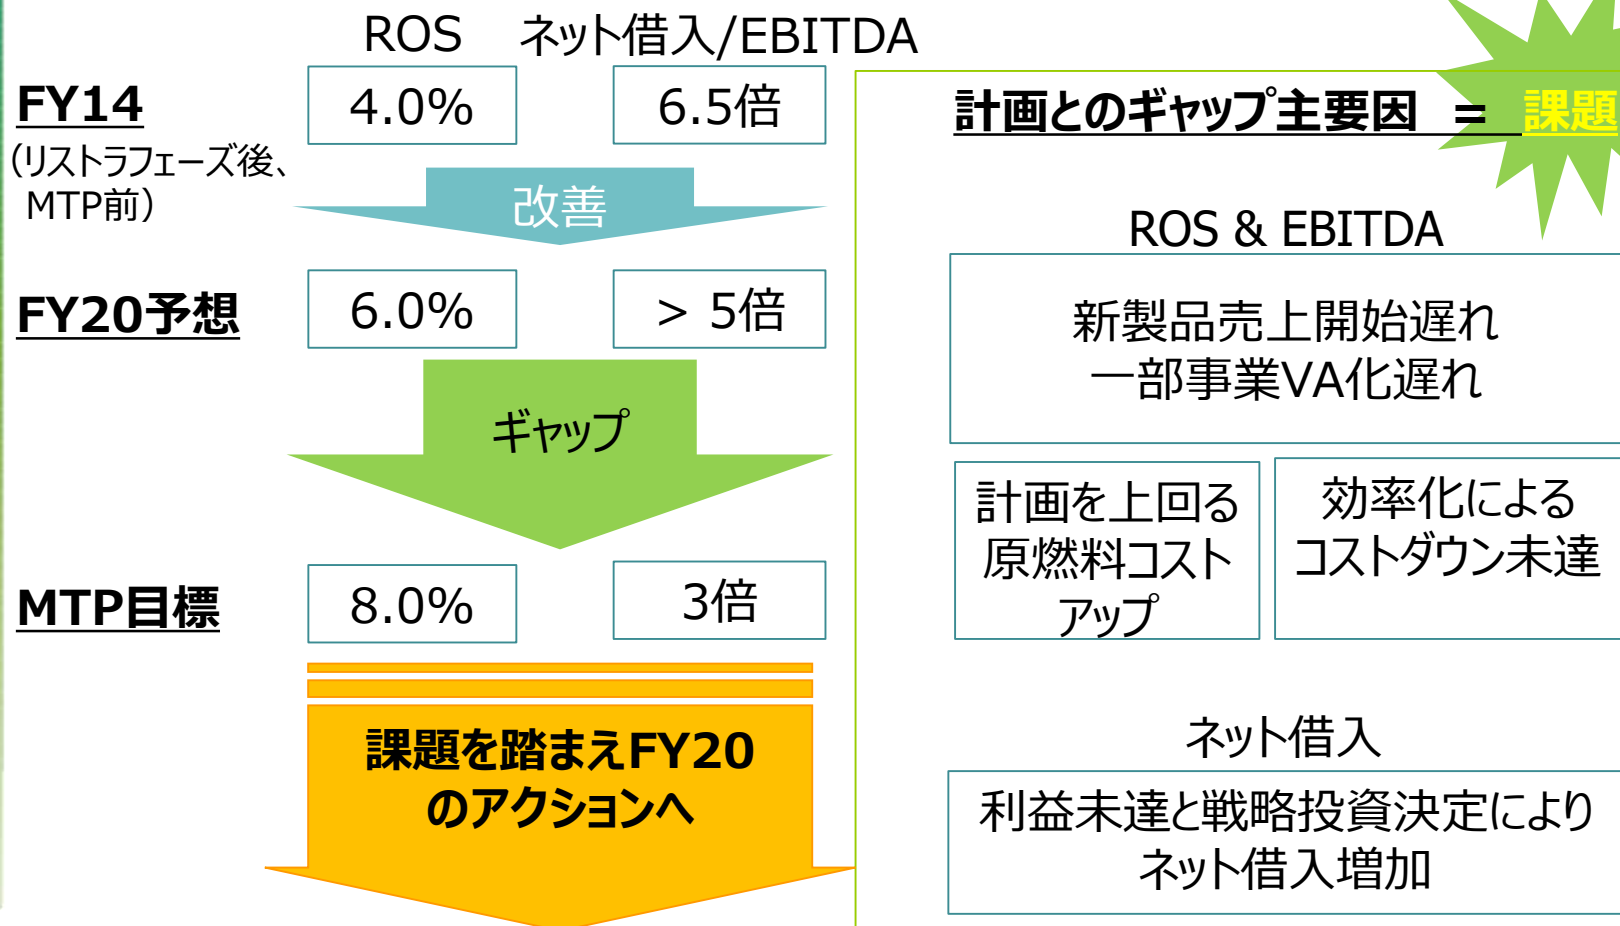 ROS ネット借入/EBITDA
FY14
4.0%
6.5倍
（リストラフェーズ後、
MTP前）
改善
FY20予想
6.0%
> 5倍
ギャップ
MTP目標
8.0%
3倍
課題を踏まえFY20
のアクションへ
計画とのギャップ主要因 = 課題
ROS & EBITDA
新製品売上開始遅れ
一部事業VA化遅れ
計画を上回る
原燃料コスト
アップ
効率化による
コストダウン未達
ネット借入
利益未達と戦略投資決定により
ネット借入増加